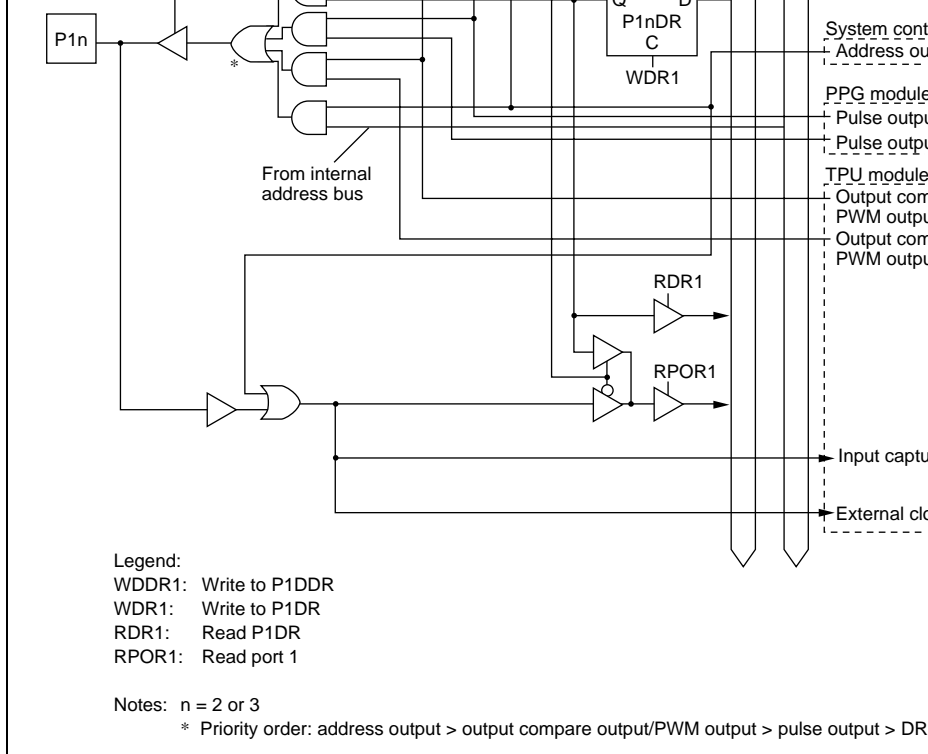 Q D
P1nDR
C
WDR1
P1n
*
System cont
Address ou
PPG module
Pulse outpu
Pulse outpu
TPU module
Output com
PWM outpu
Output com
PWM outpu
From internal
address bus
RDR1
RPOR1
Input captu
External clo
Legend:
WDDR1: Write to P1DDR
WDR1: Write to P1DR
RDR1: Read P1DR
RPOR1: Read port 1
Notes: n = 2 or 3
* Priority order: address output > output compare output/PWM output > pulse output > DR